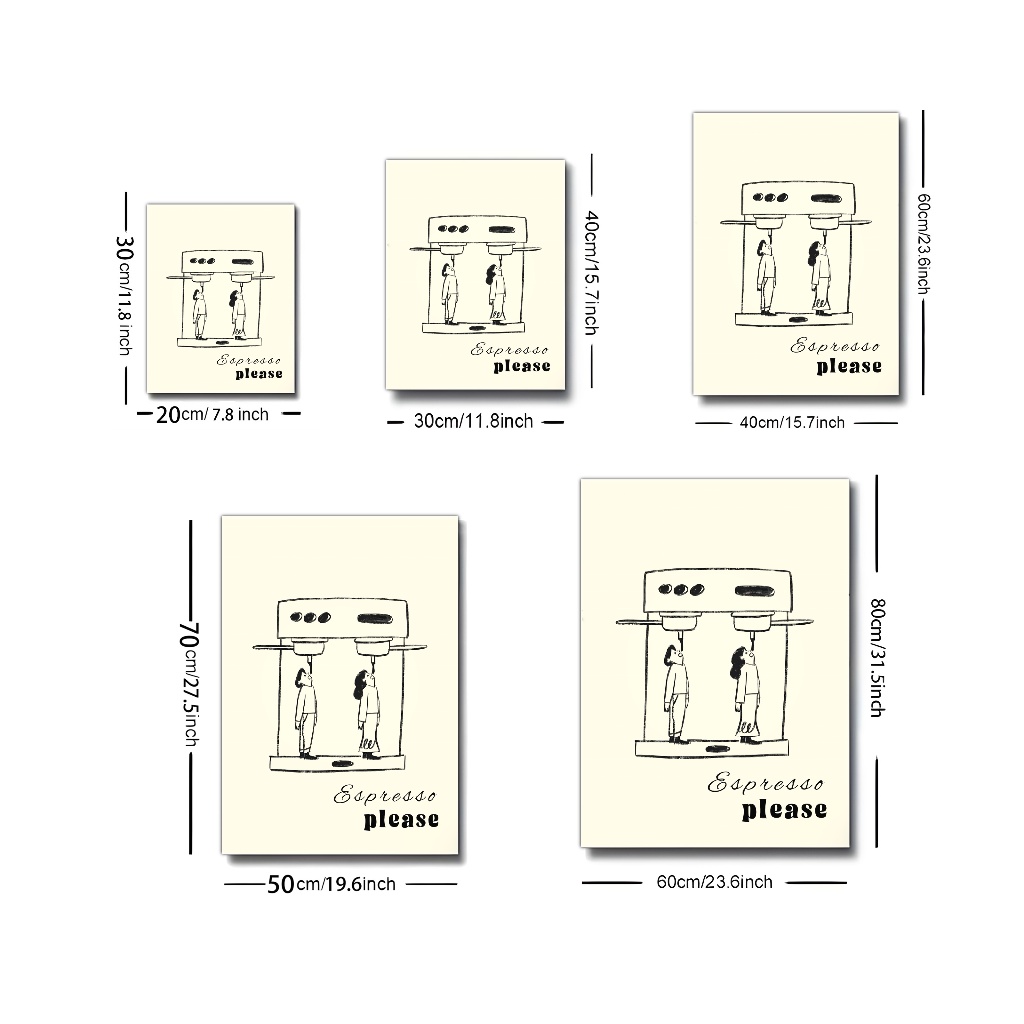 30cm/11.8 inch
Espresso
please
20cm/ 7.8 inch
40cm/15.7inch
Espresso
please
30cm/11.8inch
60cm/23.6inch
Espresso
please
40cm/15.7inch
70cm/27.5inch
Espresso
please
50cm/19.6inch
80cm/31.5inch
Espresso
please
60cm/23.6inch